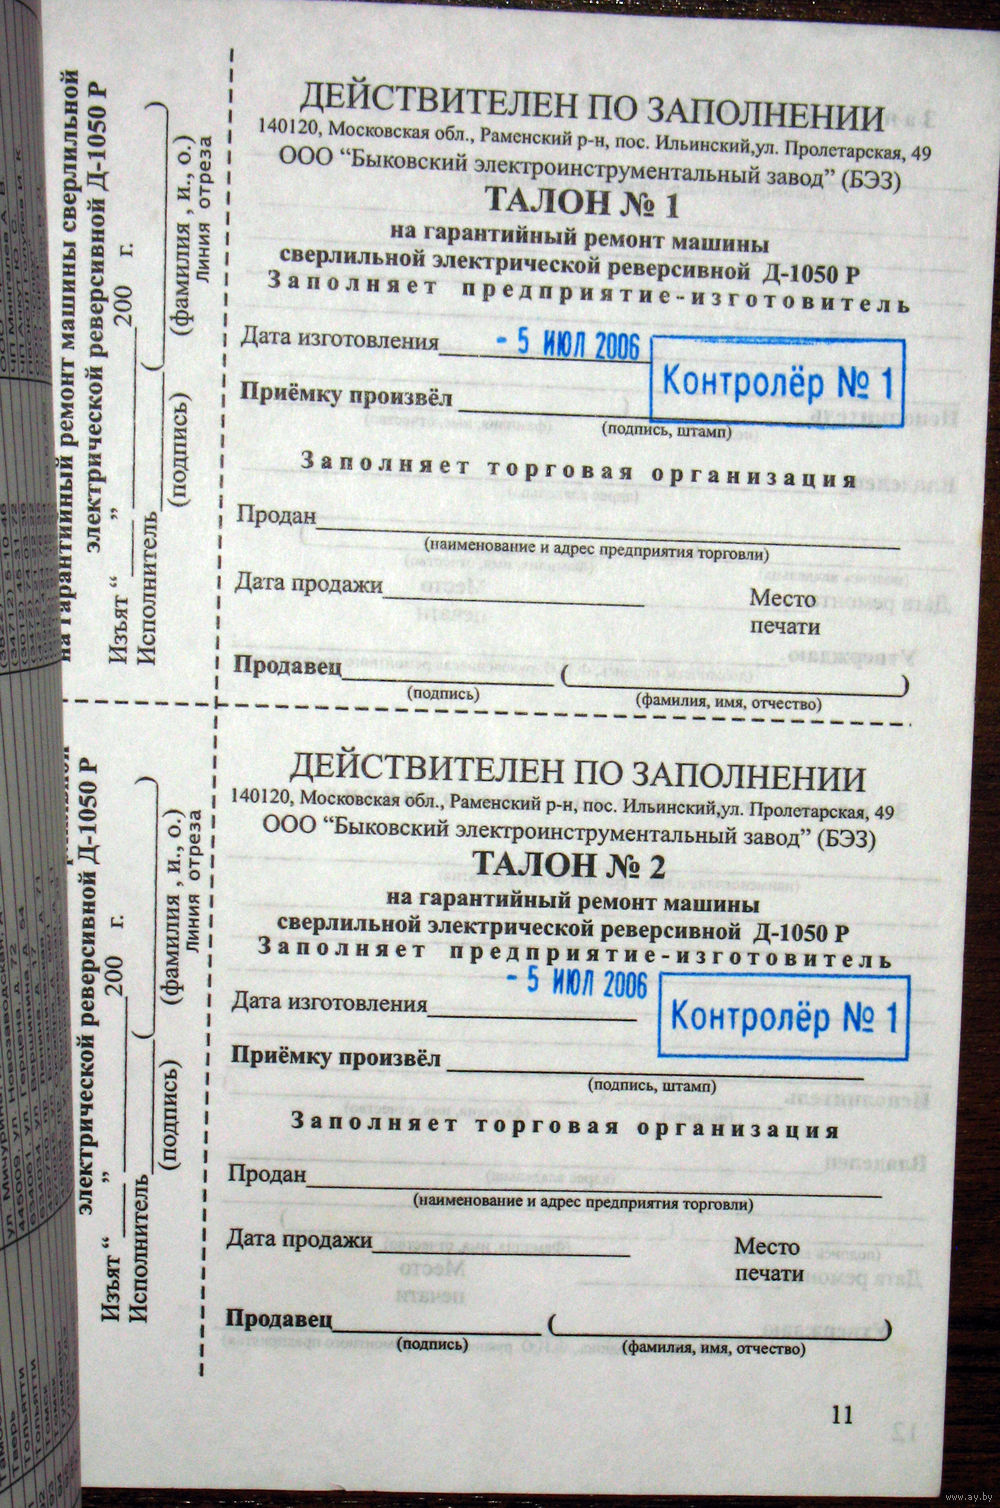 ДЕЙСТВИТЕЛЕН ПО ЗАПОЛНЕНИИ
140120, Московская обл., Раменский р-н, пос. Ильинский,ул. Пролетарская, 49
ООО “Быковский электроинструментальный завод” (БЭЗ)
ТАЛОН № 1
на гарантийный ремонт машины
сверлильной электрической реверсивной Д-1050 Р
Заполняет предприятие-изготовитель
Дата изготовления - 5 ИЮЛ 2006
Контролёр № 1
Приёмку произвёл
(подпись, штамп)
Заполняет торговая организация
Продан
(наименование и адрес предприятия торговли)
Дата продажи
Место
печати
Продавец ( )
(подпись) (фамилия, имя, отчество)
на гарантийный ремонт машины сверлильной
электрической реверсивной Д-1050 Р
Изъят “ ” 200 г.
Исполнитель ( )
(подпись) (фамилия , и., о.)
Линия отреза
ДЕЙСТВИТЕЛЕН ПО ЗАПОЛНЕНИИ
140120, Московская обл., Раменский р-н, пос. Ильинский,ул. Пролетарская, 49
ООО “Быковский электроинструментальный завод” (БЭЗ)
ТАЛОН № 2
на гарантийный ремонт машины
сверлильной электрической реверсивной Д-1050 Р
Заполняет предприятие-изготовитель
- 5 ИЮЛ 2006
Дата изготовления
Контролёр № 1
Приёмку произвёл
(подпись, штамп)
Заполняет торговая организация
Продан
(наименование и адрес предприятия торговли)
Дата продажи
Место
печати
Продавец ( )
(подпись) (фамилия, имя, отчество)
электрической реверсивной Д-1050 Р
Изъят “ ” 200 г.
Исполнитель ( )
(подпись) (фамилия , и., о.)
Линия отреза
11
www.ay.by